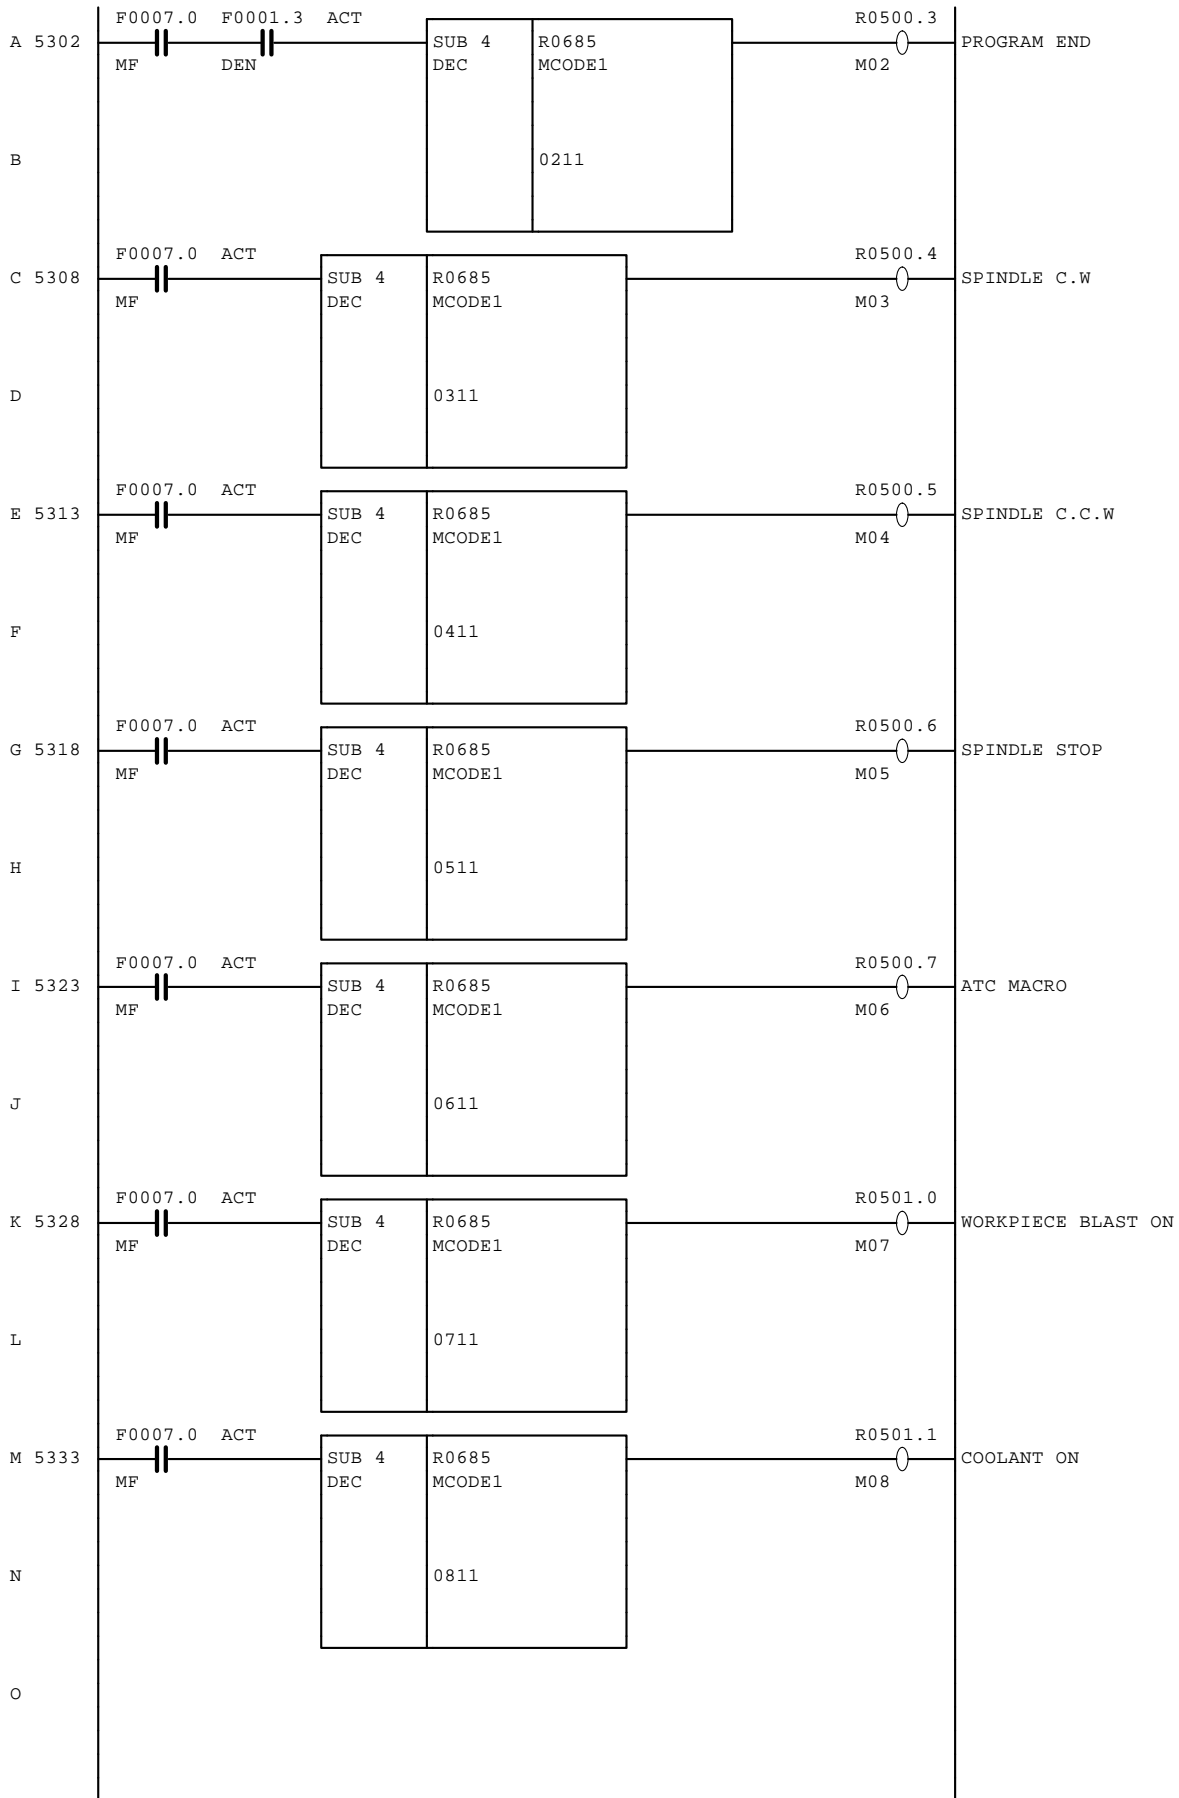 F0007.0 F0001.3 ACT R0500.3
A 5302 SUB 4 R0685 PROGRAM END
MF DEN DEC MCODE1 M02
B 0211
F0007.0 ACT R0500.4
C 5308 SUB 4 R0685 SPINDLE C.W
MF DEC MCODE1 M03
D 0311
F0007.0 ACT R0500.5
E 5313 SUB 4 R0685 SPINDLE C.C.W
MF DEC MCODE1 M04
F 0411
F0007.0 ACT R0500.6
G 5318 SUB 4 R0685 SPINDLE STOP
MF DEC MCODE1 M05
H 0511
F0007.0 ACT R0500.7
I 5323 SUB 4 R0685 ATC MACRO
MF DEC MCODE1 M06
J 0611
F0007.0 ACT R0501.0
K 5328 SUB 4 R0685 WORKPIECE BLAST ON
MF DEC MCODE1 M07
L 0711
F0007.0 ACT R0501.1
M 5333 SUB 4 R0685 COOLANT ON
MF DEC MCODE1 M08
N 0811
O